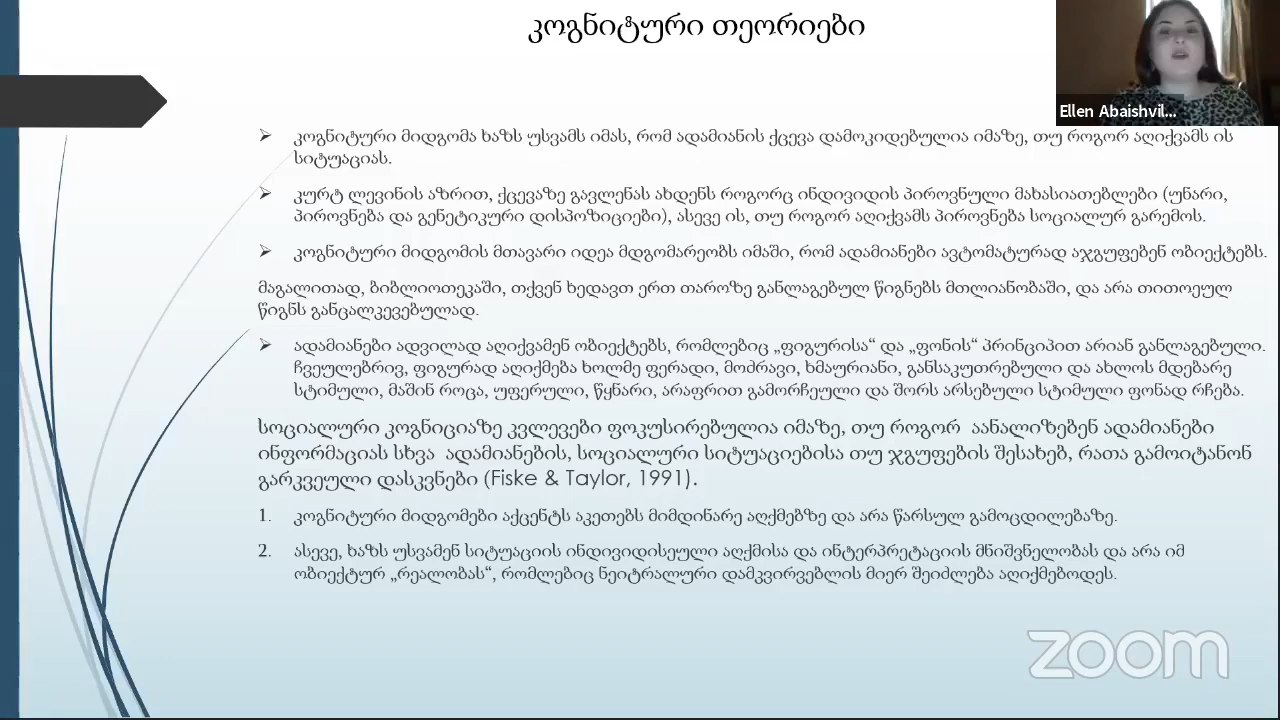 კოგნიტური თეორიები
Ellen Abaishvil...
➢ კოგნიტური მიდგომა ხაზს უსვამს იმას, რომ ადამიანის ქცევა დამოკიდებულია იმაზე, თუ როგორ აღიქვამს ის
სიტუაციას.
➢ კურტ ლევინის აზრით, ქცევაზე გავლენას ახდენს როგორც ინდივიდის პიროვნული მახასიათებლები (უნარი,
პიროვნება და გენეტიკური დისპოზიციები), ასევე ის, თუ როგორ აღიქვამს პიროვნება სოციალურ გარემოს.
➢ კოგნიტური მიდგომის მთავარი იდეა მდგომარეობს იმაში, რომ ადამიანები ავტომატურად აჯგუფებენ ობიექტებს.
მაგალითად, ბიბლიოთეკაში, თქვენ ხედავთ ერთ თაროზე განლაგებულ წიგნებს მთლიანობაში, და არა თითოეულ
წიგნს განცალკევებულად.
➢ ადამიანები ადვილად აღიქვამენ ობიექტებს, რომლებიც „ფიგურისა“ და „ფონის“ პრინციპით არიან განლაგებული.
ჩვეულებრივ, ფიგურად აღიქმება ხოლმე ფერადი, მოძრავი, ხმაურიანი, განსაკუთრებული და ახლოს მდებარე
სტიმული, მაშინ როცა, უფერული, წყნარი, არაფრით გამორჩეული და შორს არსებული სტიმული ფონად რჩება.
სოციალური კოგნიციაზე კვლევები ფოკუსირებულია იმაზე, თუ როგორ აანალიზებენ ადამიანები
ინფორმაციას სხვა ადამიანების, სოციალური სიტუაციებისა თუ ჯგუფების შესახებ, რათა გამოიტანონ
გარკვეული დასკვნები (Fiske & Taylor, 1991).
1. კოგნიტური მიდგომები აქცენტს აკეთებს მიმდინარე აღქმებზე და არა წარსულ გამოცდილებაზე.
2. ასევე, ხაზს უსვამენ სიტუაციის ინდივიდისეული აღქმისა და ინტერპრეტაციის მნიშვნელობას და არა იმ
ობიექტურ „რეალობას“, რომლებიც ნეიტრალური დამკვირვებლის მიერ შეიძლება აღიქმებოდეს.
zoom